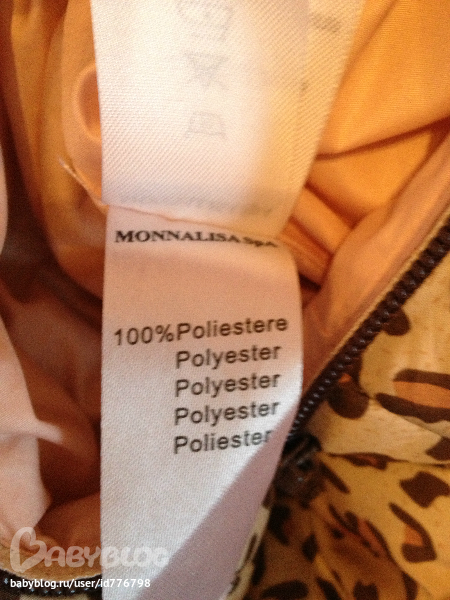 MONNALISA SpA
100%Poliestere
Polyester
Polyester
Polyester
Poliester
BABYBLOG
babyblog.ru/user/id776798